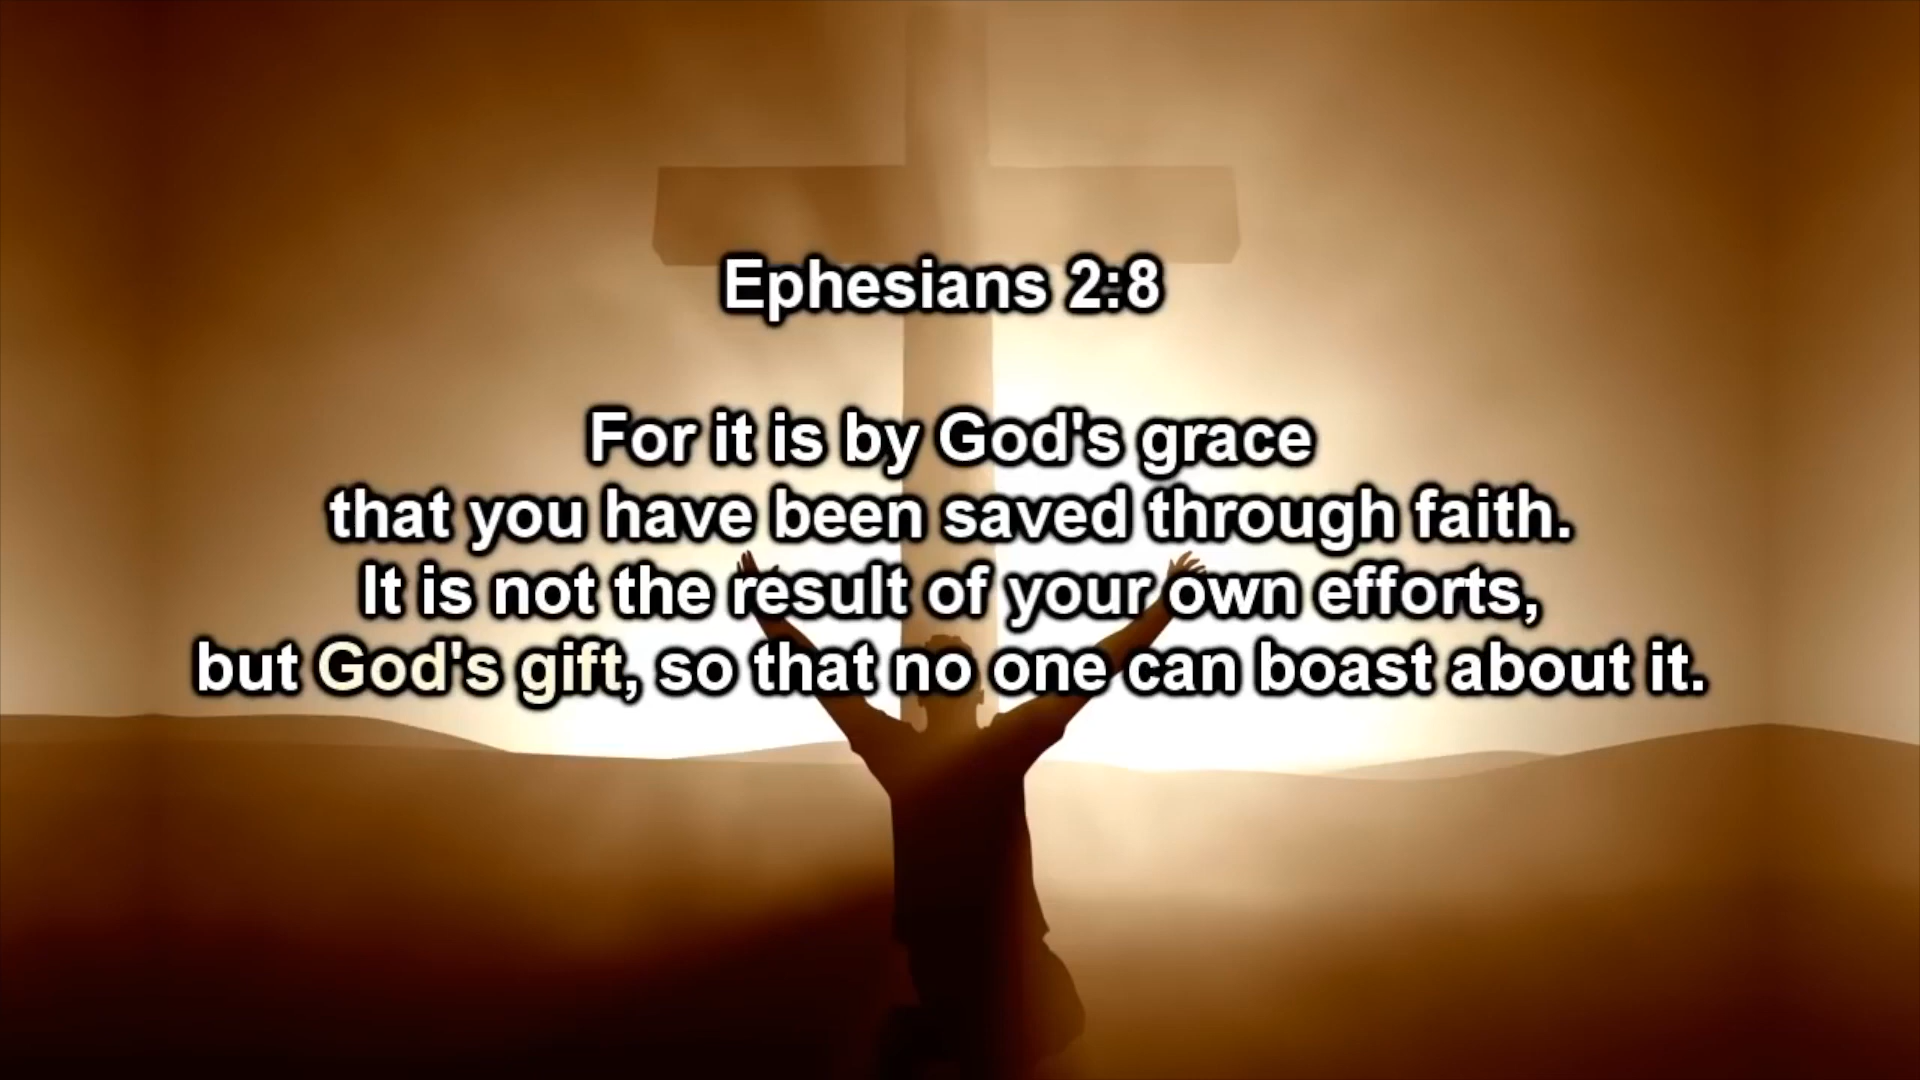 Ephesians 2:8
For it is by God's grace
that you have been saved through faith.
It is not the result of your own efforts,
but God's gift, so that no one can boast about it.